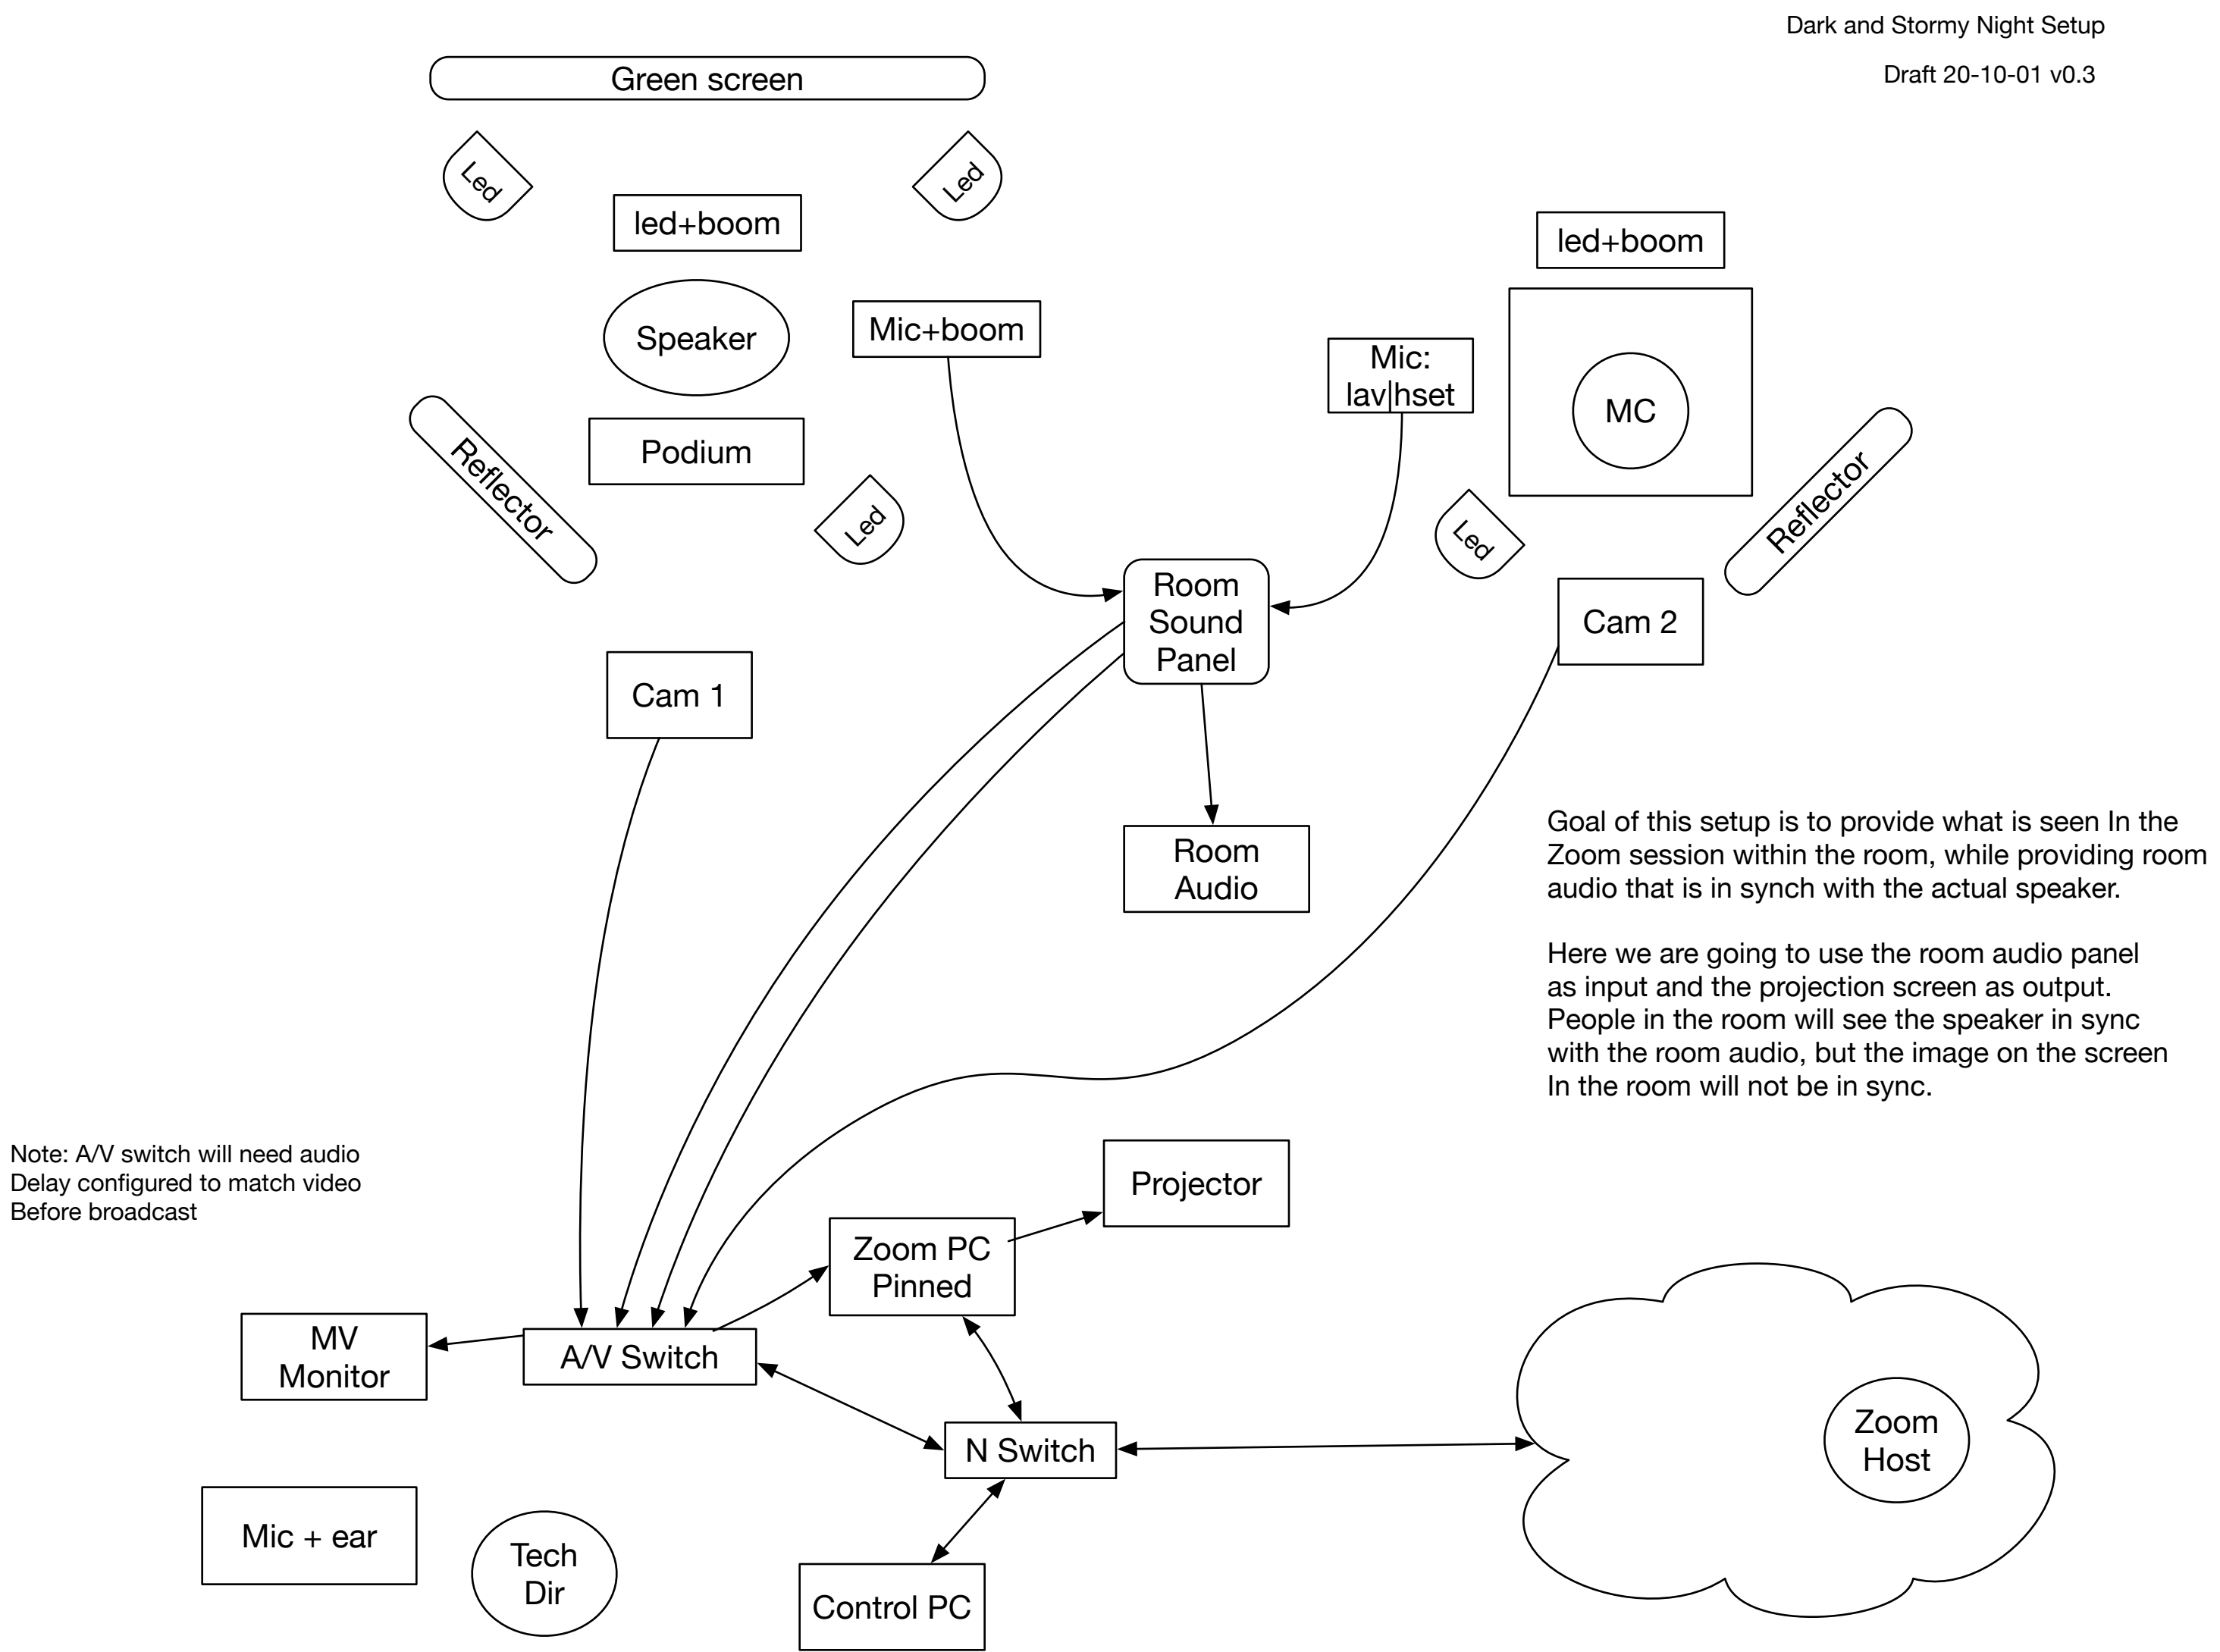 Dark and Stormy Night Setup
Draft 20-10-01 v0.3
Green screen
Led
Led
led+boom
led+boom
Speaker
Mic+boom
Mic:
lav|hset
MC
Podium
Reflector
Led
Led
Reflector
Room
Sound
Panel
Cam 2
Cam 1
Room
Audio
Goal of this setup is to provide what is seen In the
Zoom session within the room, while providing room
audio that is in synch with the actual speaker.
Here we are going to use the room audio panel
as input and the projection screen as output.
People in the room will see the speaker in sync
with the room audio, but the image on the screen
In the room will not be in sync.
Note: A/V switch will need audio
Delay configured to match video
Before broadcast
Projector
Zoom PC
Pinned
MV
Monitor
A/V Switch
N Switch
Zoom
Host
Mic + ear
Tech
Dir
Control PC